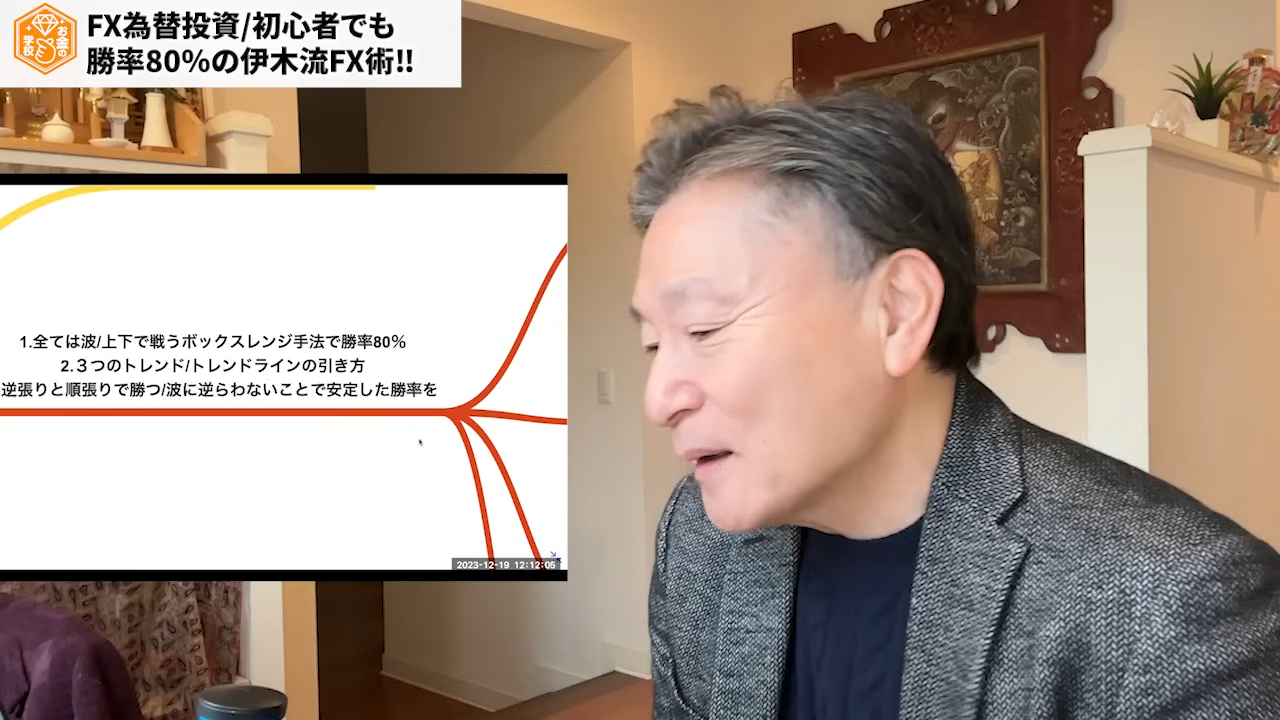 お金の
学校
FX為替投資/初心者でも
勝率80%の伊木流FX術!!
1.全ては波/上下で戦うボックスレンジ手法で勝率80%
2.３つのトレンド/トレンドラインの引き方
逆張りと順張りで勝つ/波に逆らわないことで安定した勝率を
2023-12-19 12:12:05